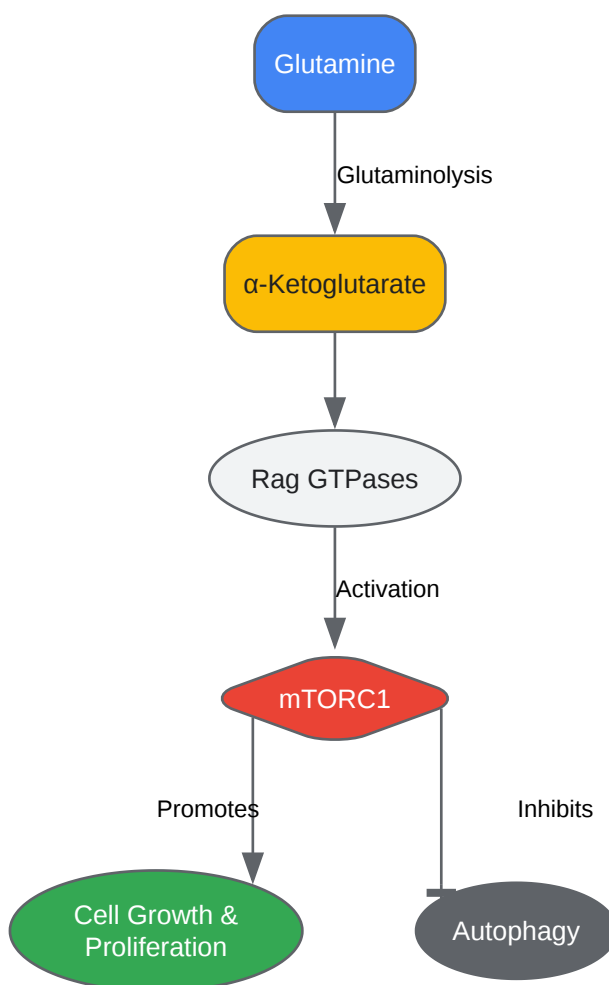 Glutamine
Glutaminolysis
α-Ketoglutarate
Rag GTPases
Activation
mTORC1
Promotes
Inhibits
Cell Growth &
Proliferation
Autophagy